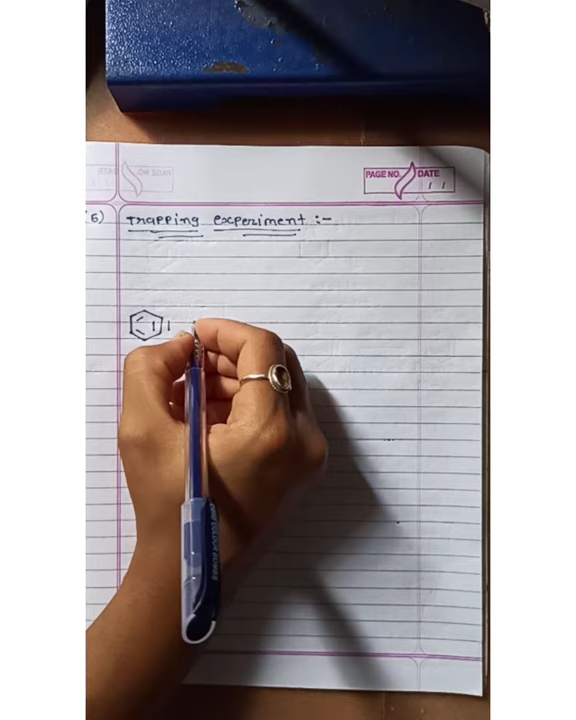 PAGE NO. DATE
/ /
(6) Trapping experiment :-